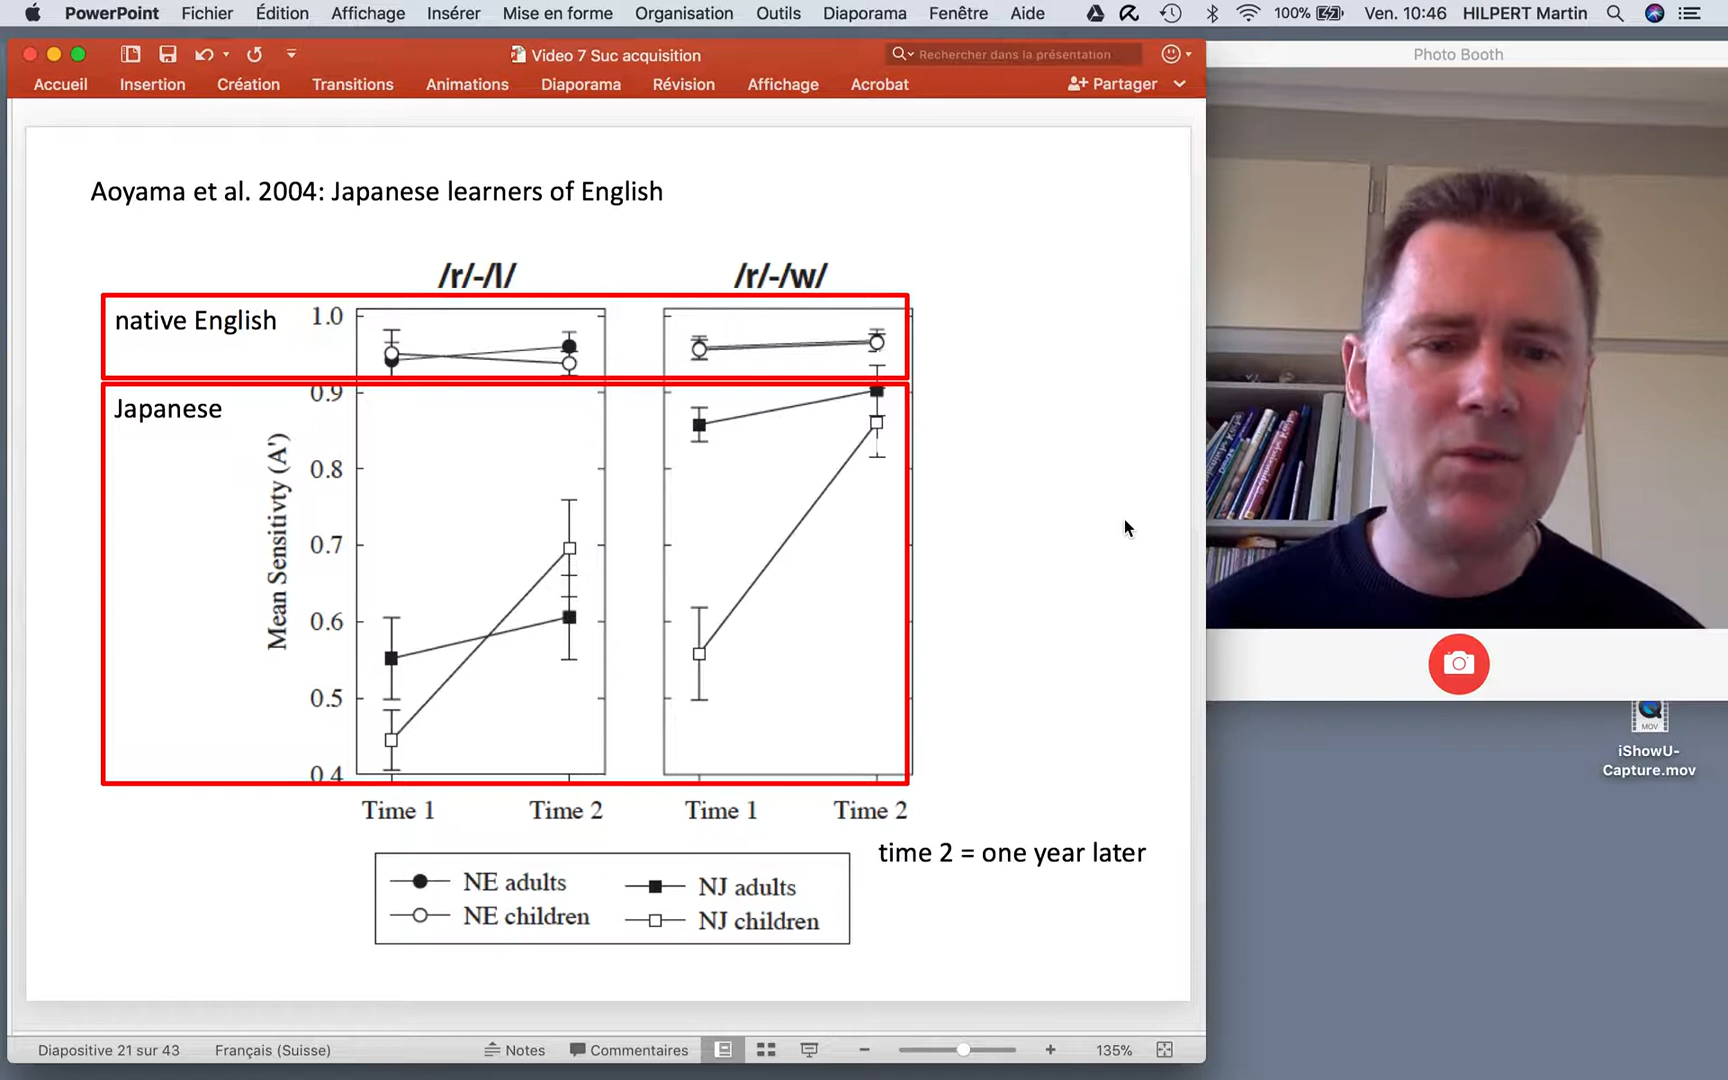 PowerPoint Fichier Édition Affichage Insérer Mise en forme Organisation Outils Diaporama Fenêtre Aide 100% Ven. 10:46 HILPERT Martin
Video 7 Suc acquisition
Rechercher dans la présentation
Photo Booth
Accueil Insertion Création Transitions Animations Diaporama Révision Affichage Acrobat Partager
Aoyama et al. 2004: Japanese learners of English
/r/-/l/ /r/-/w/
native English
Japanese
1.0
0.9
0.8
0.7
0.6
0.5
0.4
Mean Sensitivty (A')
Time 1 Time 2 Time 1 Time 2
time 2 = one year later
NE adults NJ adults
NE children NJ children
MOV
iShowU-
Capture.mov
Diapositive 21 sur 43 Français (Suisse) Notes Commentaires 135%